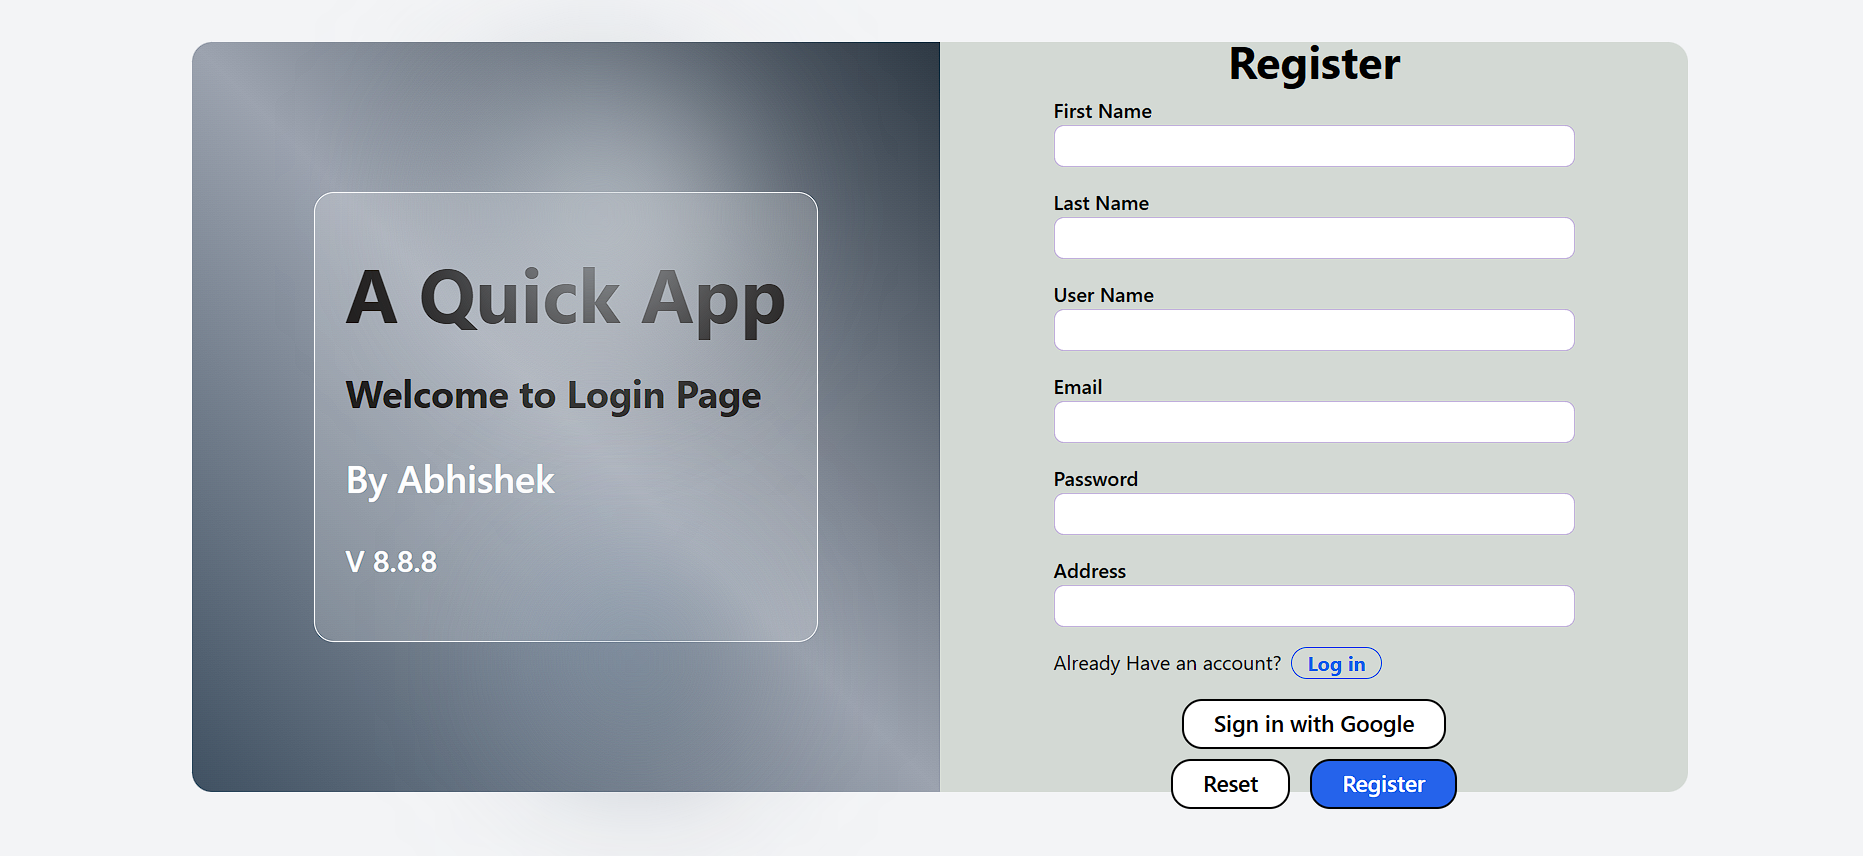 A Quick App
Welcome to Login Page
By Abhishek
V 8.8.8
Register
First Name
Last Name
User Name
Email
Password
Address
Already Have an account? Log in
Sign in with Google
Reset Register